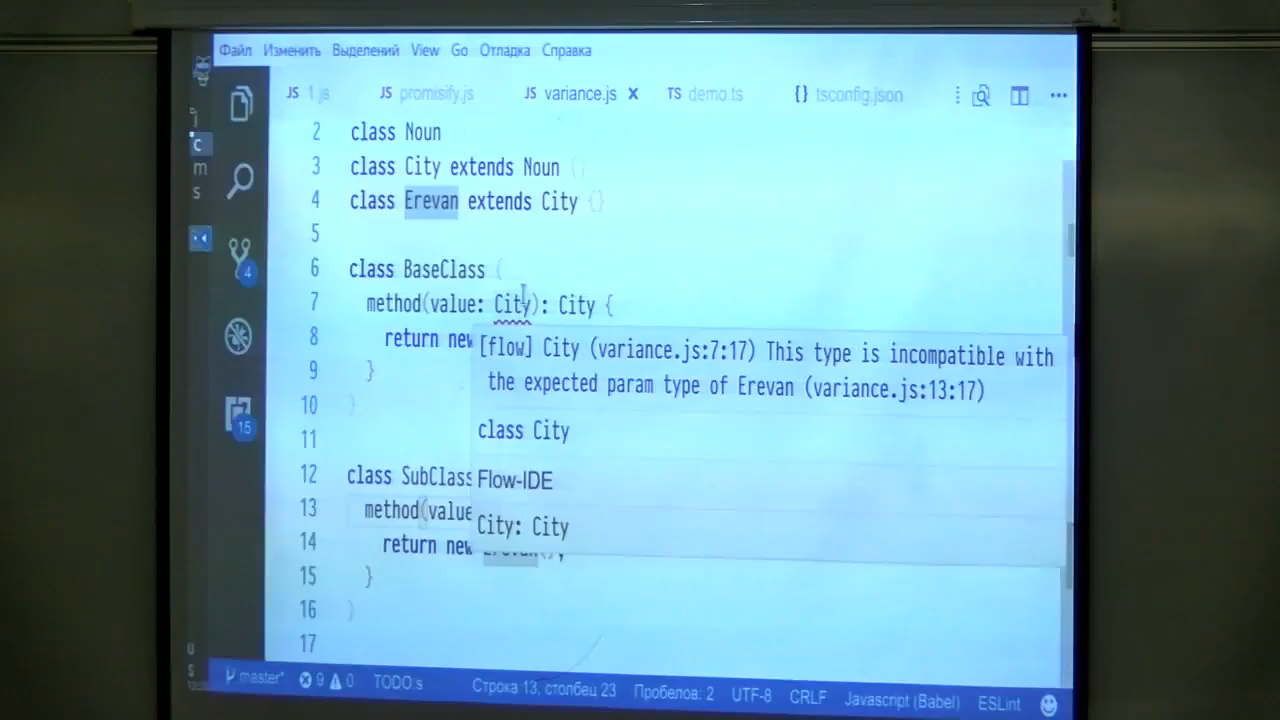 Файл Изменить Выделений View Go Отладка Справка
JS 1.js JS promisify.js JS variance.js x TS demo.ts {} tsconfig.json
2 class Noun
3 class City extends Noun {}
4 class Erevan extends City {}
5
6 class BaseClass {
7 method(value: City): City {
8 return new
9 }
10 }
11
12 class SubClass
13 method(value
14 return new Erevan();
15 }
16 }
17
[flow] City (variance.js:7:17) This type is incompatible with
the expected param type of Erevan (variance.js:13:17)
class City
Flow-IDE
City: City
4
15
C
m
s
master* 9 0 TODO:s Строка 13, столбец 23 Пробелов: 2 UTF-8 CRLF Javascript (Babel) ESLint